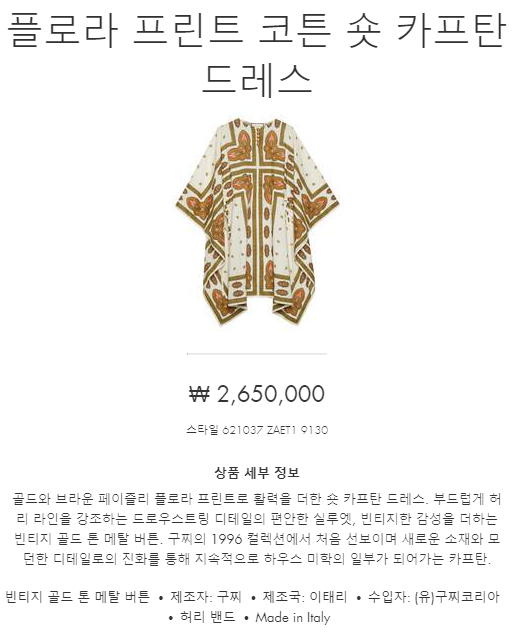 플로라 프린트 코튼 숏 카프탄
드레스
₩ 2,650,000
스타일 621037 ZAET1 9130
상품 세부 정보
골드와 브라운 페이즐리 플로라 프린트로 활력을 더한 숏 카프탄 드레스. 부드럽게 허
리 라인을 강조하는 드로우스트링 디테일의 편안한 실루엣, 빈티지한 감성을 더하는
빈티지 골드 톤 메탈 버튼. 구찌의 1996 컬렉션에서 처음 선보이며 새로운 소재와 모
던한 디테일로의 진화를 통해 지속적으로 하우스 미학의 일부가 되어가는 카프탄.
빈티지 골드 톤 메탈 버튼 • 제조자: 구찌 • 제조국: 이태리 • 수입자: (유)구찌코리아
• 허리 밴드 • Made in Italy